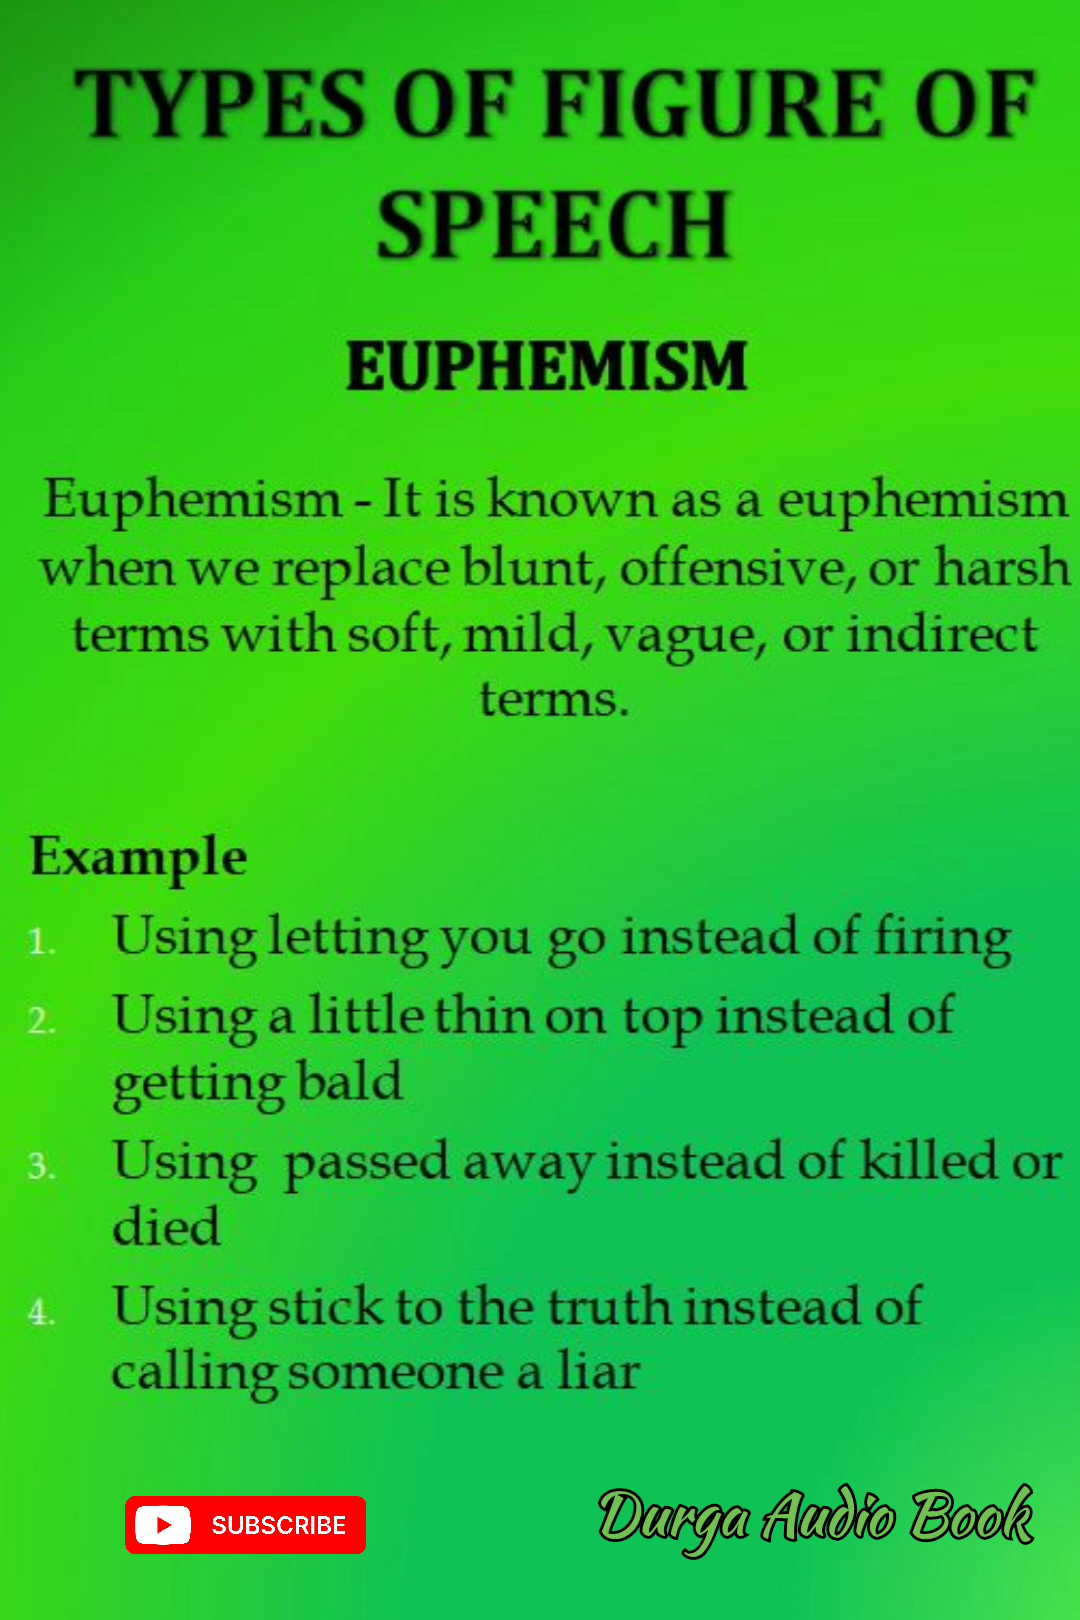 TYPES OF FIGURE OF
SPEECH
EUPHEMISM
Euphemism - It is known as a euphemism
when we replace blunt, offensive, or harsh
terms with soft, mild, vague, or indirect
terms.
Example
1. Using letting you go instead of firing
2. Using a little thin on top instead of
getting bald
3. Using passed away instead of killed or
died
4. Using stick to the truth instead of
calling someone a liar
SUBSCRIBE
Durga Audio Book